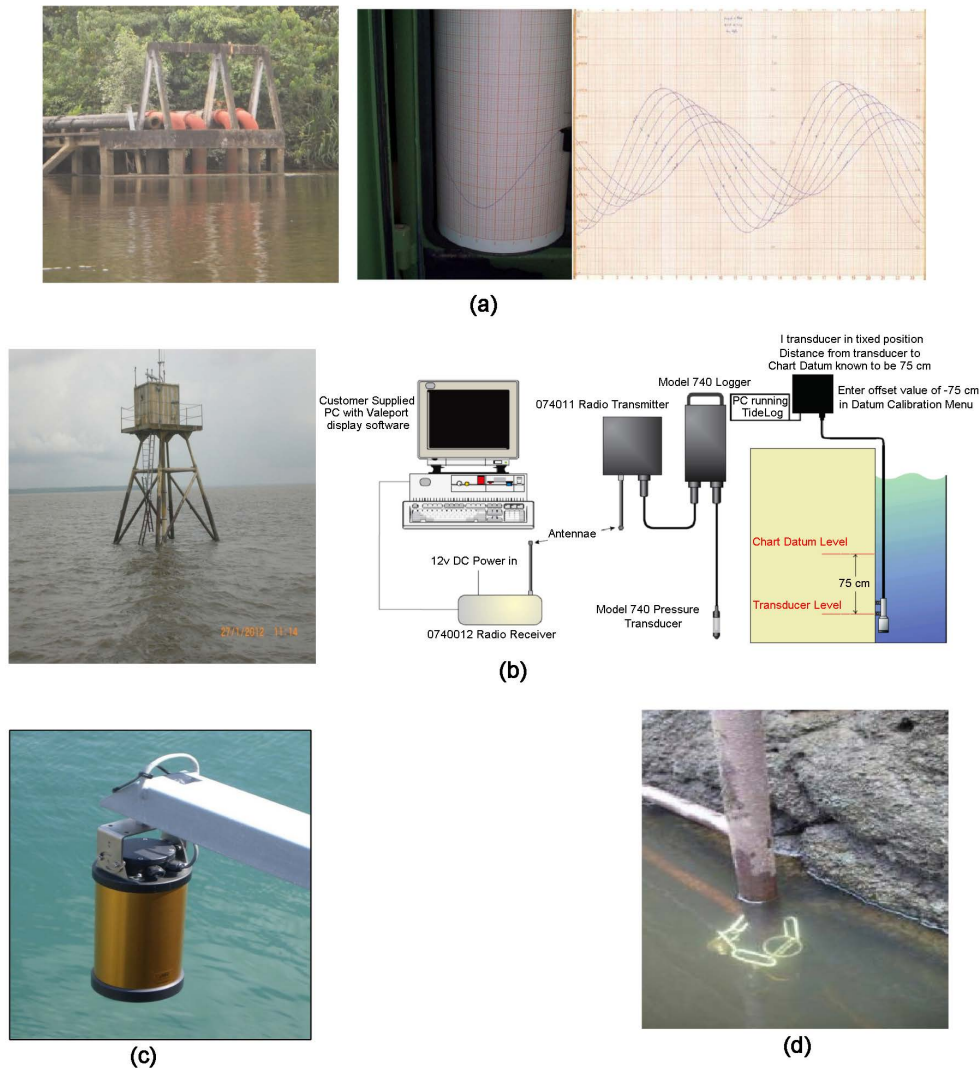 (a)
I transducer in tixed position
Distance from transducer to
Chart Datum known to be 75 cm
Model 740 Logger
Customer Supplied
PC with Valeport
display software
074011 Radio Transmitter
PC running
TideLog
Enter offset value of -75 cm
in Datum Calibration Menu
Antennae
Chart Datum Level
12v DC Power in
75 cm
Model 740 Pressure
Transducer
Transducer Level
0740012 Radio Receiver
27/1/2012 11:14
(b)
(c)
(d)